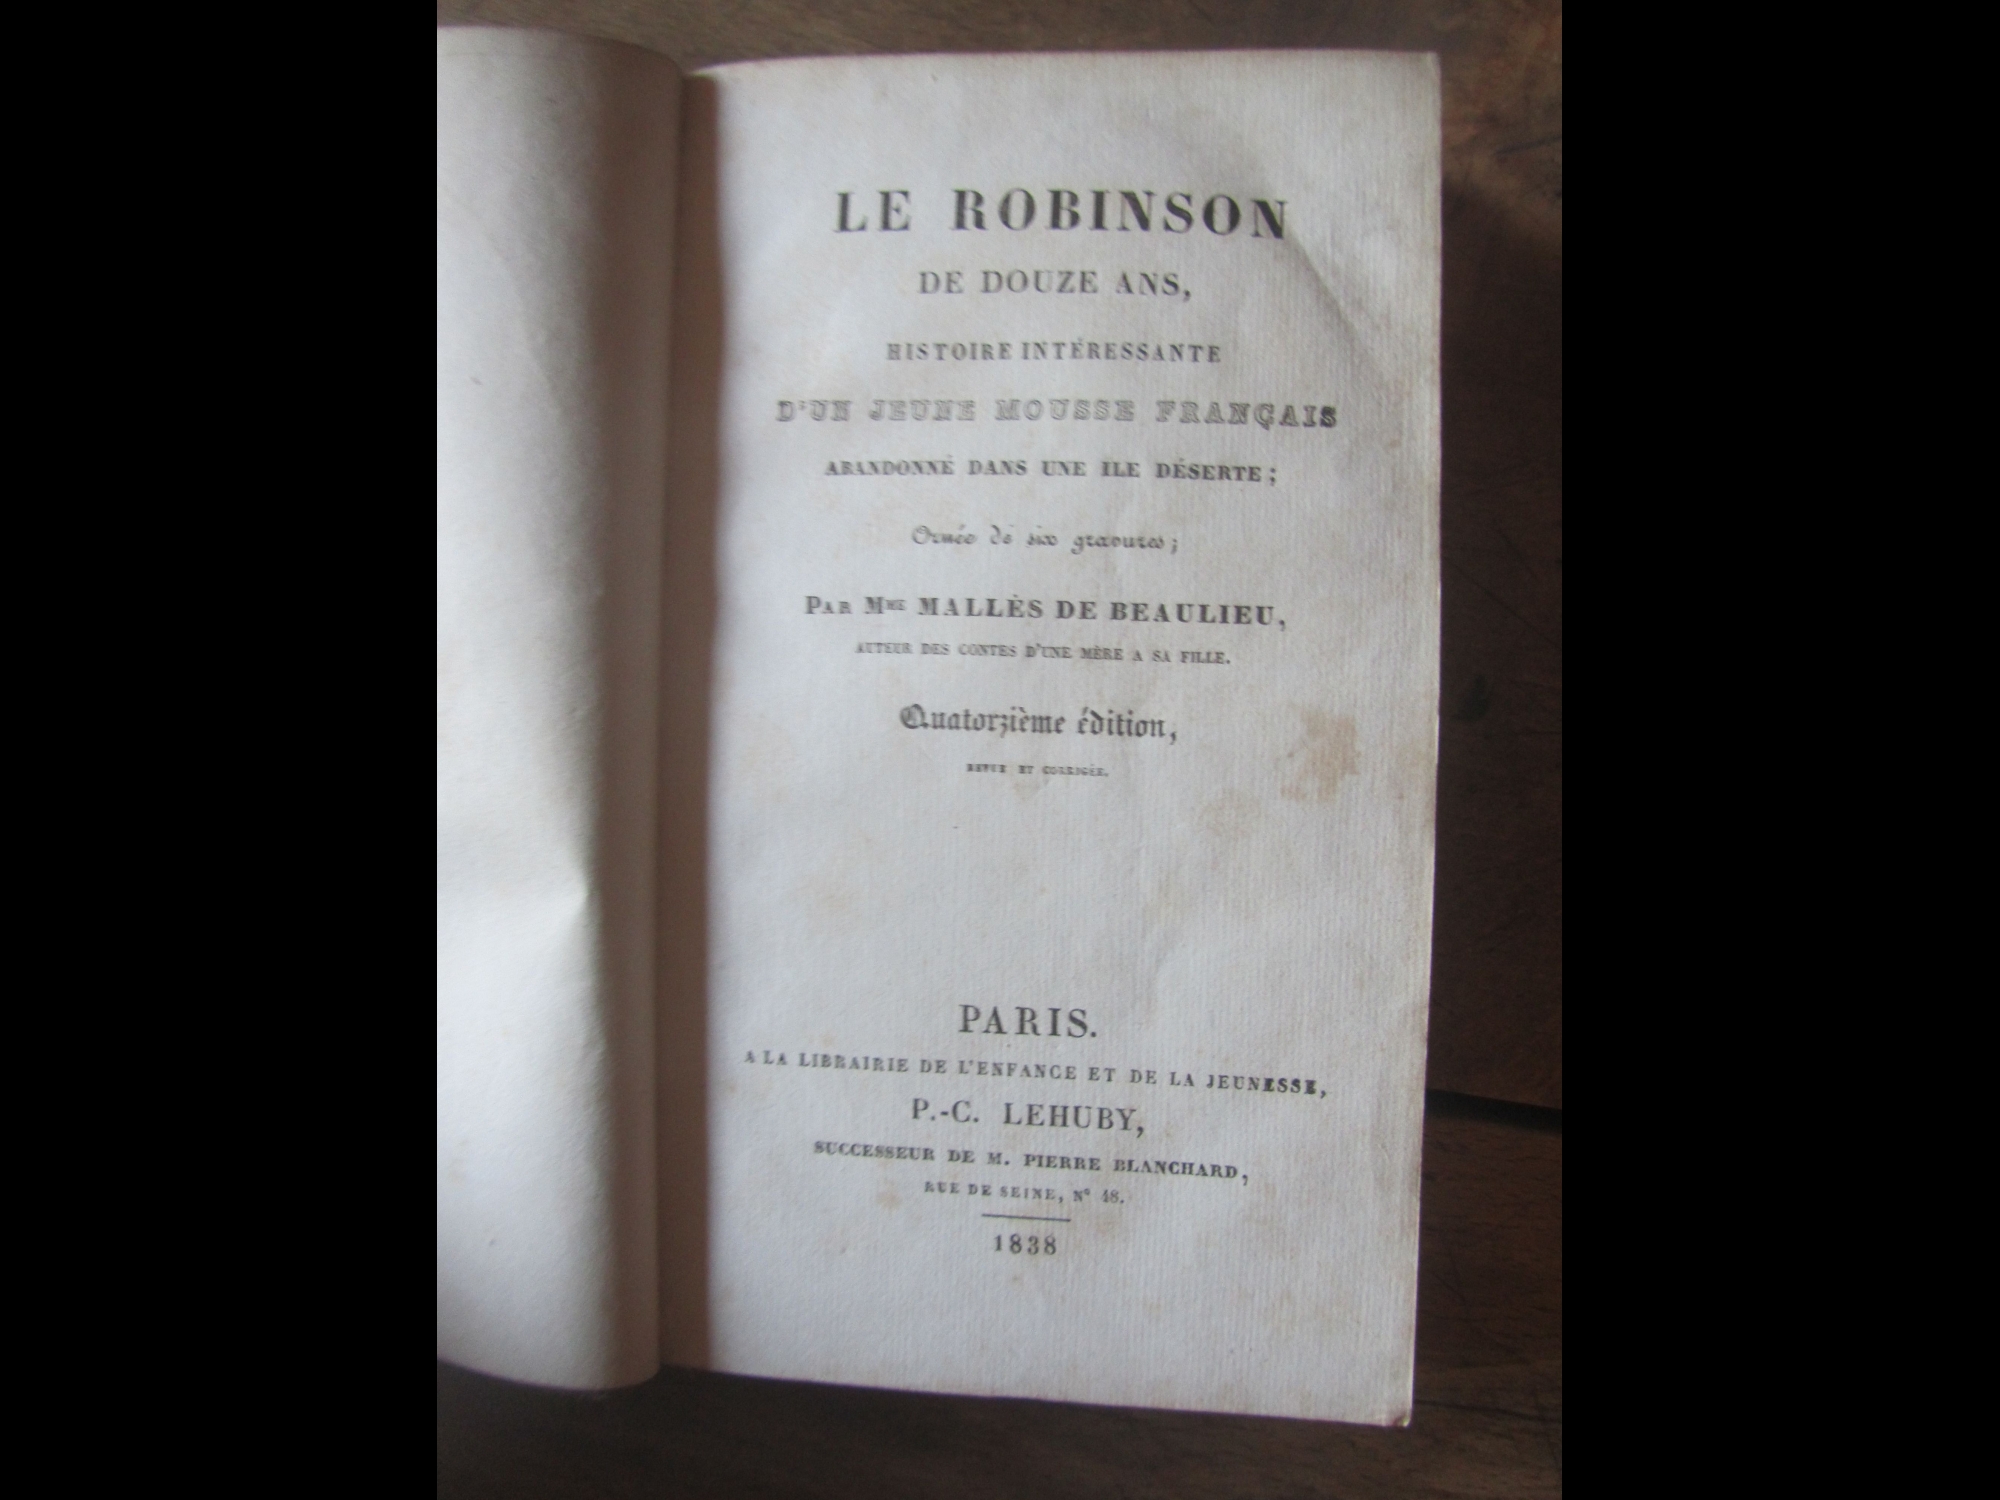 LE ROBINSON
DE DOUZE ANS,
HISTOIRE INTÉRESSANTE
D'UN JEUNE MOUSSE FRANÇAIS
ABANDONNÉ DANS UNE ILE DÉSERTE;
Ornée de six gravures;
PAR MME MALLÈS DE BEAULIEU,
AUTEUR DES CONTES D'UNE MÈRE A SA FILLE.
Quatorzième édition,
REVUE ET CORRIGÉE.
PARIS.
A LA LIBRAIRIE DE L'ENFANCE ET DE LA JEUNESSE,
P.-C. LEHUBY,
SUCCESSEUR DE M. PIERRE BLANCHARD,
RUE DE SEINE, N° 48.
1838